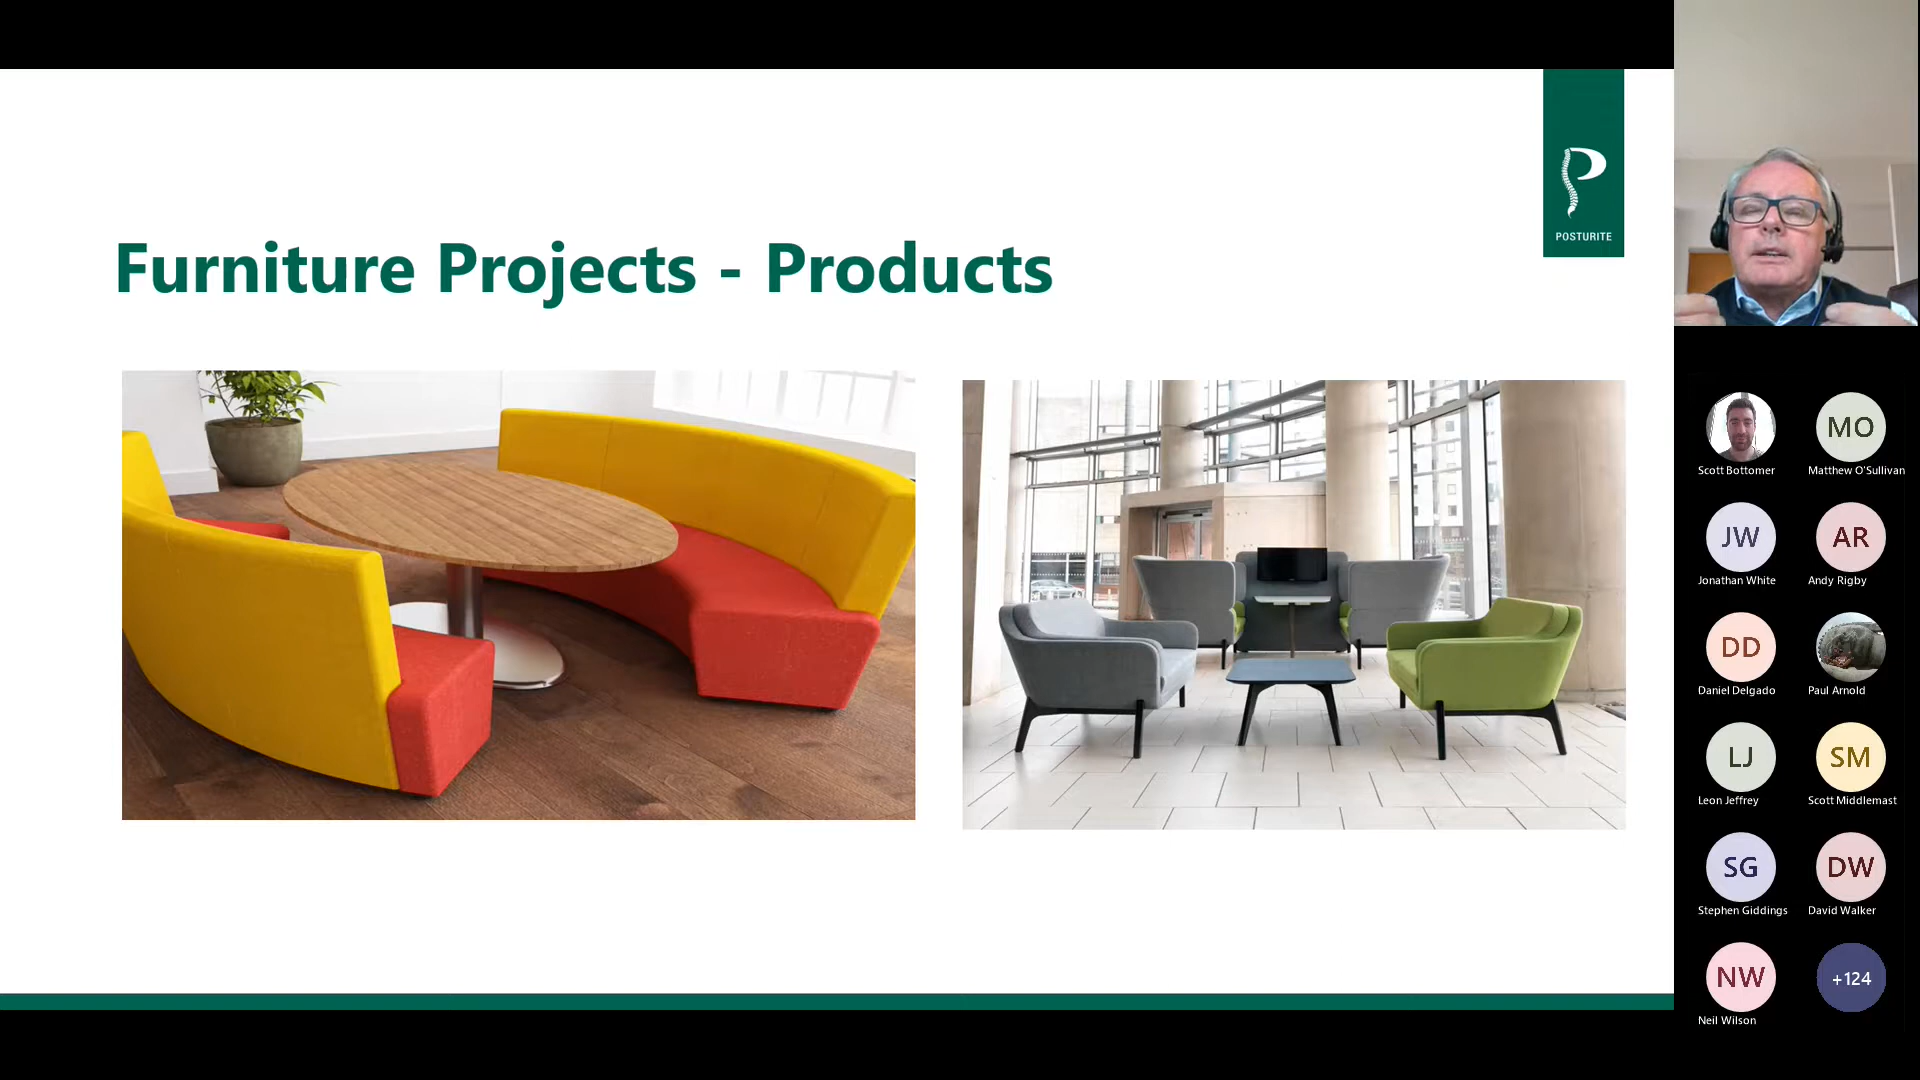 Furniture Projects - Products
POSTURITE
Scott Bottomer
MO
Matthew O'Sullivan
JW
Jonathan White
AR
Andy Rigby
DD
Daniel Delgado
Paul Arnold
LJ
Leon Jeffrey
SM
Scott Middlemast
SG
Stephen Giddings
DW
David Walker
NW
Neil Wilson
+124